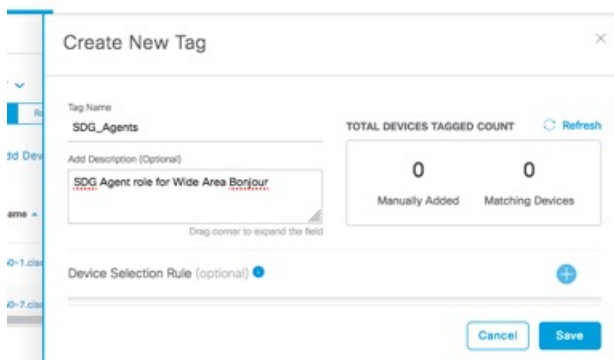 Create New Tag
Tag Name
SDG_Agents
TOTAL DEVICES TAGGED COUNT
Refresh
Add Description (Optional)
SDG Agent role for Wide Area Bonjour
0
0
Manually Added
Matching Devices
Drag corner to expand the field
Device Selection Rule (optional)
Cancel
Save